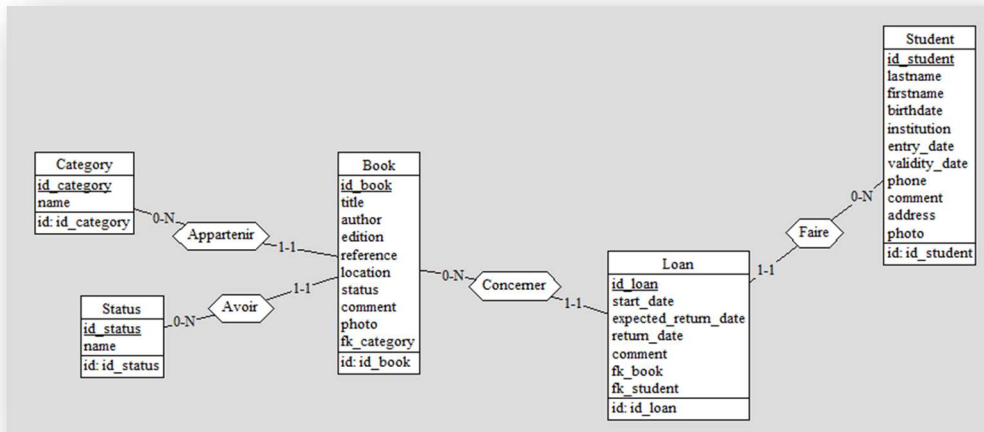 Category
id_category
name
id: id_category
0-N
Appartenir
1-1
Status
id_status
name
id: id_status
0-N
Avoir
1-1
Book
id_book
title
author
edition
reference
location
status
comment
photo
fk_category
id: id_book
0-N
Concerner
1-1
Loan
id_loan
start_date
expected_return_date
return_date
comment
fk_book
fk_student
id: id_loan
1-1
Faire
0-N
Student
id_student
lastname
firstname
birthdate
institution
entry_date
validity_date
phone
comment
address
photo
id: id_student